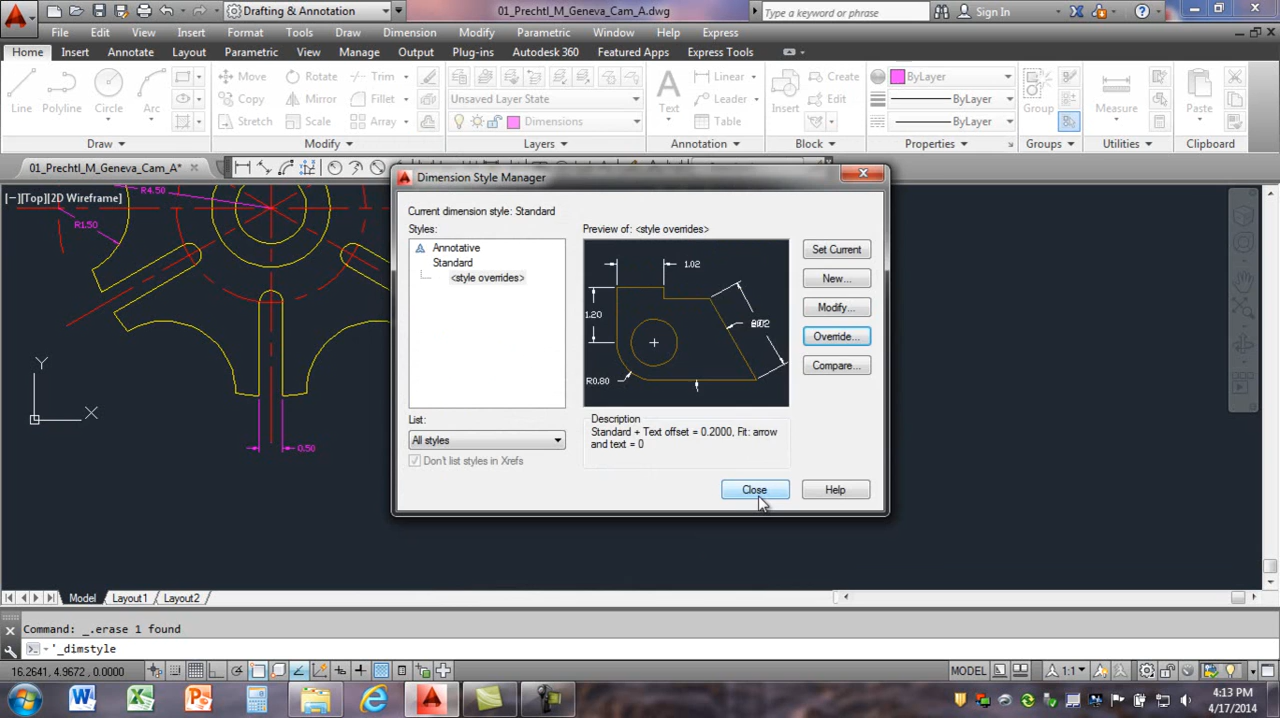 Drafting & Annotation
01_Prechtl_M_Geneva_Cam_A.dwg
Type a keyword or phrase
Sign In
File Edit View Insert Format Tools Draw Dimension Modify Parametric Window Help Express
Home Insert Annotate Layout Parametric View Manage Output Plug-ins Autodesk 360 Featured Apps Express Tools
Line Polyline Circle Arc
Move Rotate Trim
Copy Mirror Fillet
Stretch Scale Array
Unsaved Layer State
Dimensions
Text
Linear
Leader
Table
Insert
Create
Edit
ByLayer
ByLayer
ByLayer
Group
Measure
Paste
Draw Modify Layers Annotation Block Properties Groups Utilities Clipboard
01_Prechtl_M_Geneva_Cam_A*
[−][Top][2D Wireframe]
R4.50
R1.50
0.50
Y
X
Dimension Style Manager
Current dimension style: Standard
Styles:
Annotative
Standard
<style overrides>
Preview of: <style overrides>
1.02
1.20
R0.80
Set Current
New...
Modify...
Override...
Compare...
List:
All styles
Don't list styles in Xrefs
Description
Standard + Text offset = 0.2000, Fit: arrow
and text = 0
Close
Help
Model Layout1 Layout2
Command: _.erase 1 found
'_dimstyle
16.2641, 4.9672, 0.0000
MODEL
1:1
4:13 PM
4/17/2014